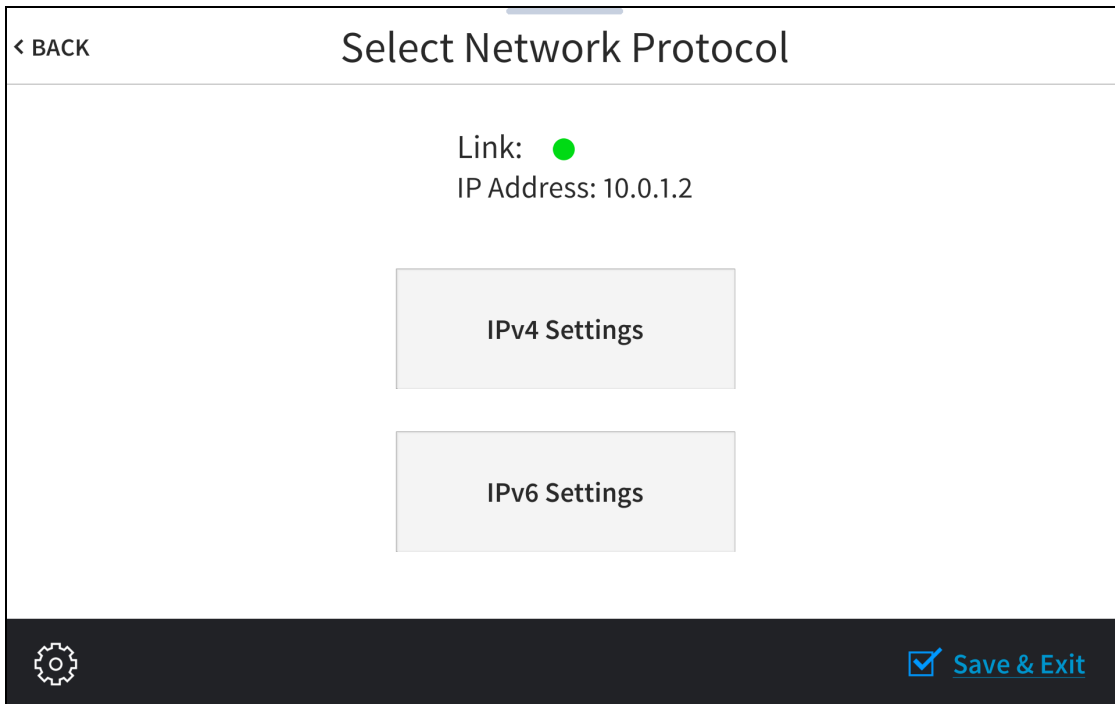 < BACK
Select Network Protocol
Link:
IP Address: 10.0.1.2
IPv4 Settings
IPv6 Settings
Save & Exit